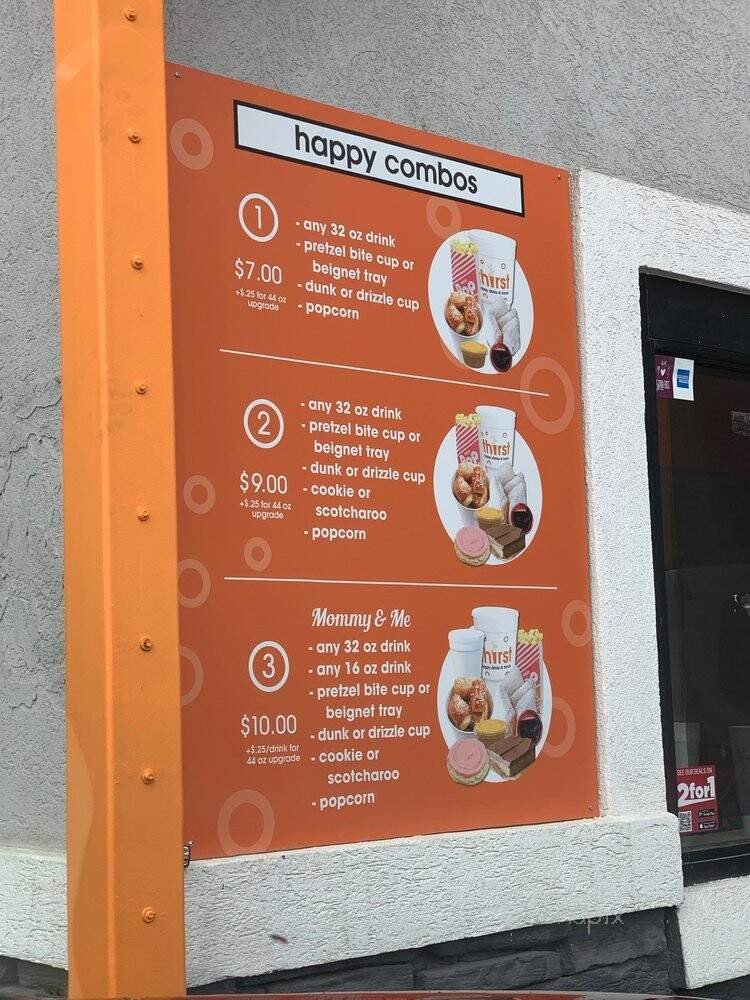 happy combos
1
$7.00
+$.25 for 44 oz
upgrade
- any 32 oz drink
- pretzel bite cup or
beignet tray
- dunk or drizzle cup
- popcorn
thirst
2
$9.00
+$.25 for 44 oz
upgrade
- any 32 oz drink
- pretzel bite cup or
beignet tray
- dunk or drizzle cup
- cookie or
scotcharoo
- popcorn
thirst
Mommy & Me
3
$10.00
+$.25/drink for
44 oz upgrade
- any 32 oz drink
- any 16 oz drink
- pretzel bite cup or
beignet tray
- dunk or drizzle cup
- cookie or
scotcharoo
- popcorn
thirst
SEE OUR DEALS ON
2for1